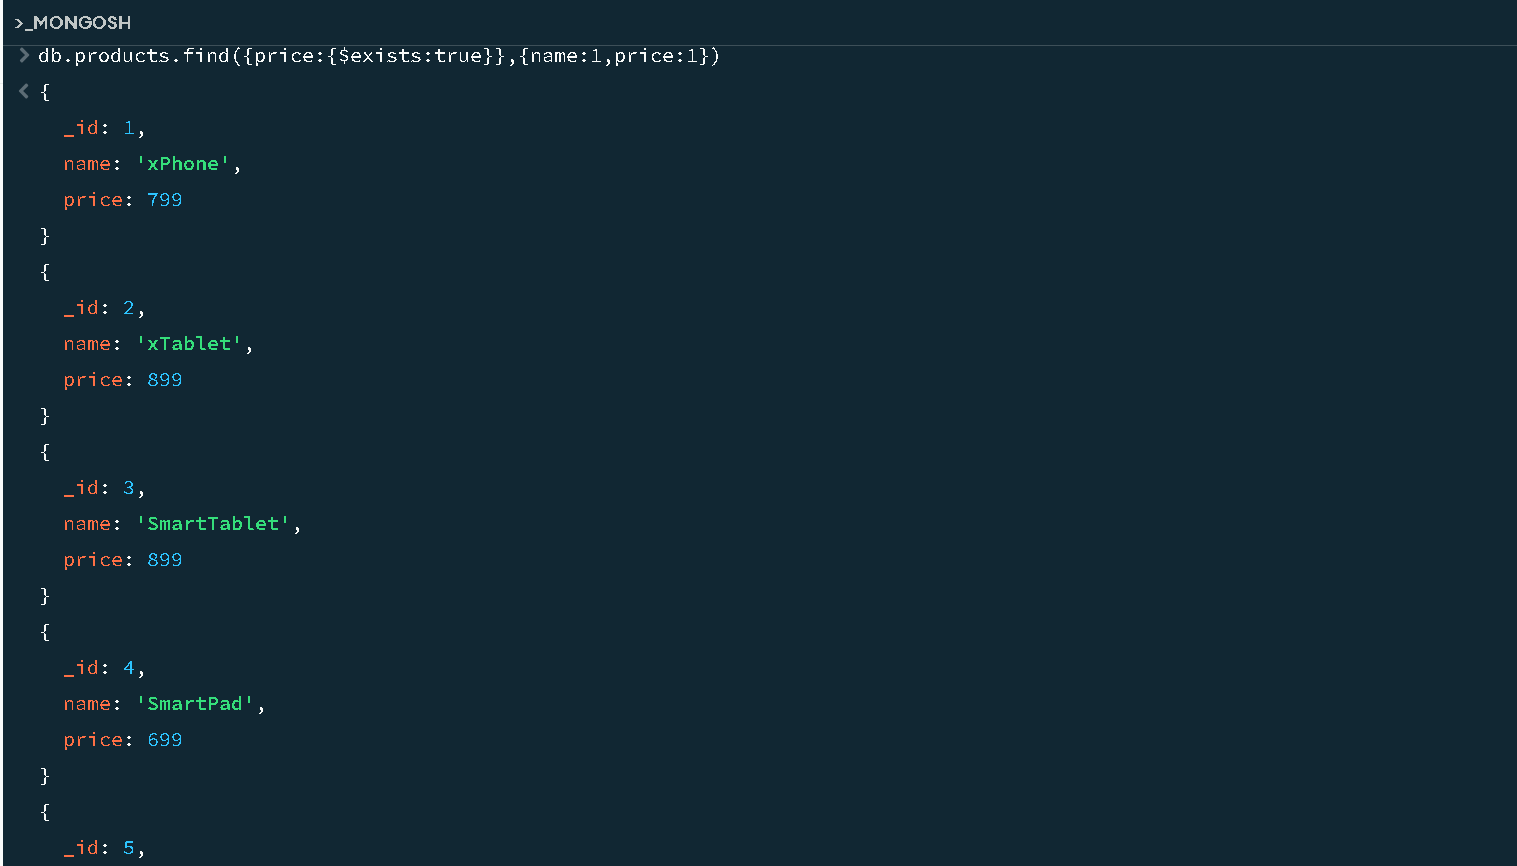 >_MONGOSH
> db.products.find({price:{$exists:true}},{name:1,price:1})
< {
_id: 1,
name: 'xPhone',
price: 799
}
{
_id: 2,
name: 'xTablet',
price: 899
}
{
_id: 3,
name: 'SmartTablet',
price: 899
}
{
_id: 4,
name: 'SmartPad',
price: 699
}
{
_id: 5,